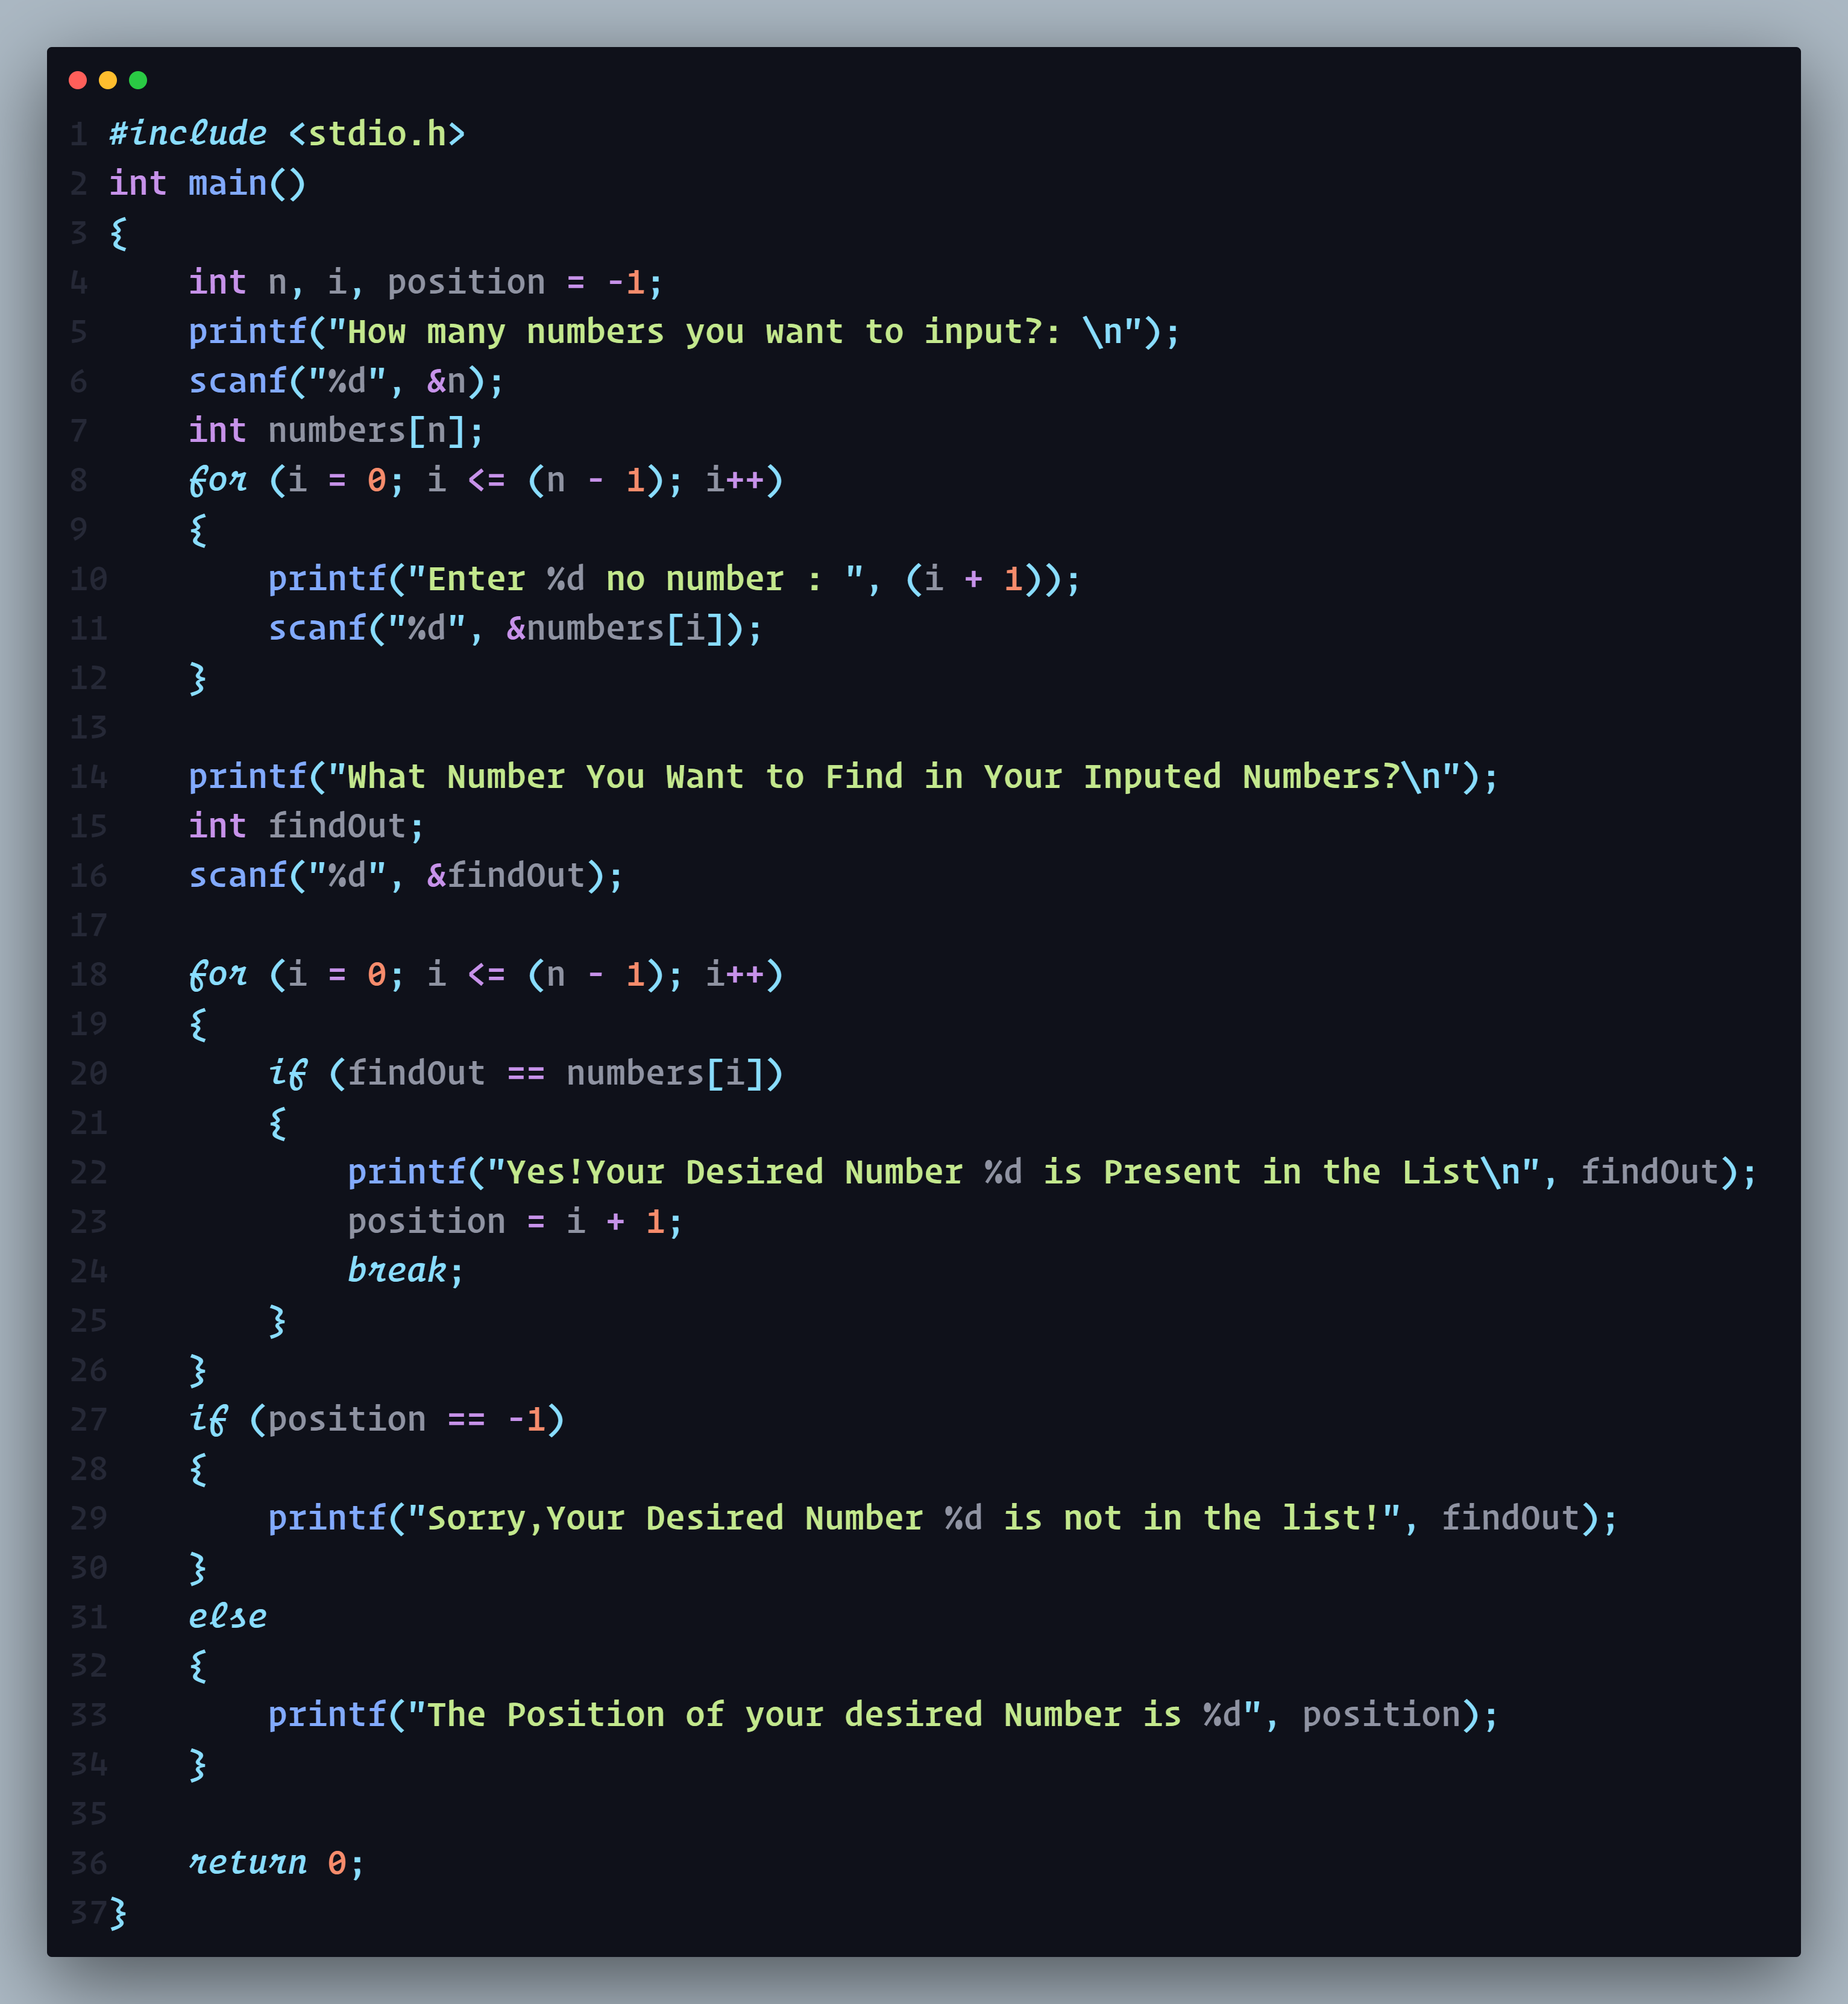 1 #include <stdio.h>
2 int main()
3 {
4     int n, i, position = -1;
5     printf("How many numbers you want to input?: \n");
6     scanf("%d", &n);
7     int numbers[n];
8     for (i = 0; i <= (n - 1); i++)
9     {
10         printf("Enter %d no number : ", (i + 1));
11         scanf("%d", &numbers[i]);
12     }
13
14     printf("What Number You Want to Find in Your Inputed Numbers?\n");
15     int findOut;
16     scanf("%d", &findOut);
17
18     for (i = 0; i <= (n - 1); i++)
19     {
20         if (findOut == numbers[i])
21         {
22             printf("Yes!Your Desired Number %d is Present in the List\n", findOut);
23             position = i + 1;
24             break;
25         }
26     }
27     if (position == -1)
28     {
29         printf("Sorry,Your Desired Number %d is not in the list!", findOut);
30     }
31     else
32     {
33         printf("The Position of your desired Number is %d", position);
34     }
35
36     return 0;
37 }